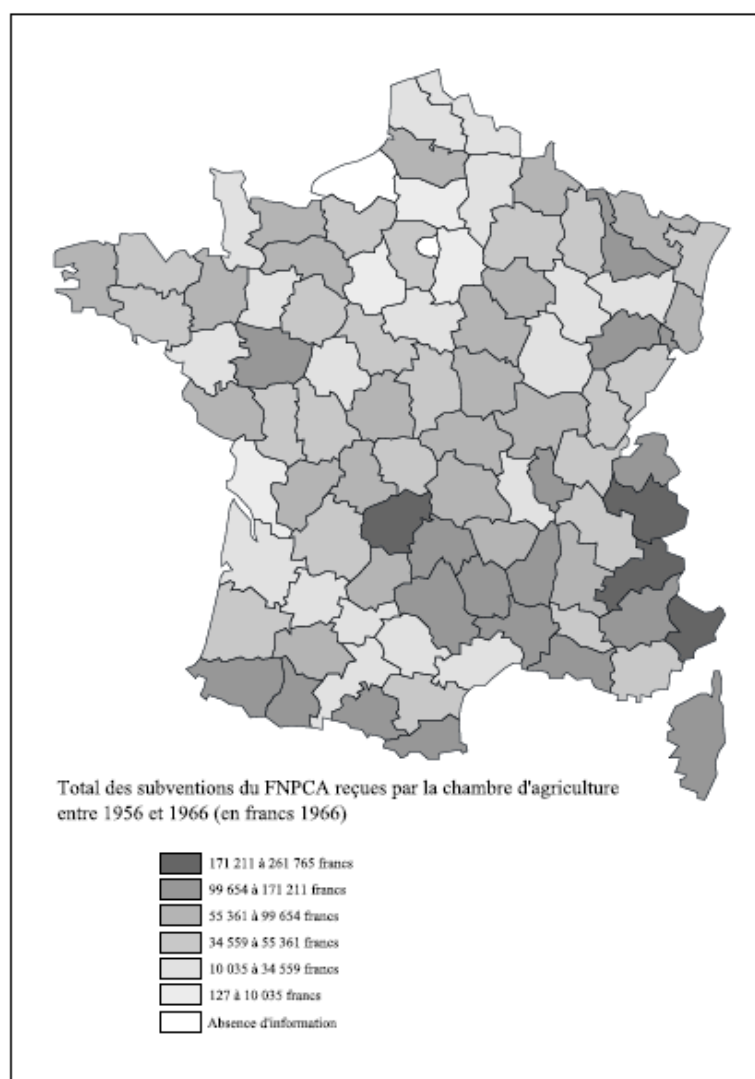 Total des subventions du FNPCA reçues par la chambre d'agriculture
entre 1956 et 1966 (en francs 1966)
171 211 à 261 765 francs
99 654 à 171 211 francs
55 361 à 99 654 francs
34 559 à 55 361 francs
10 035 à 34 559 francs
127 à 10 035 francs
Absence d'information